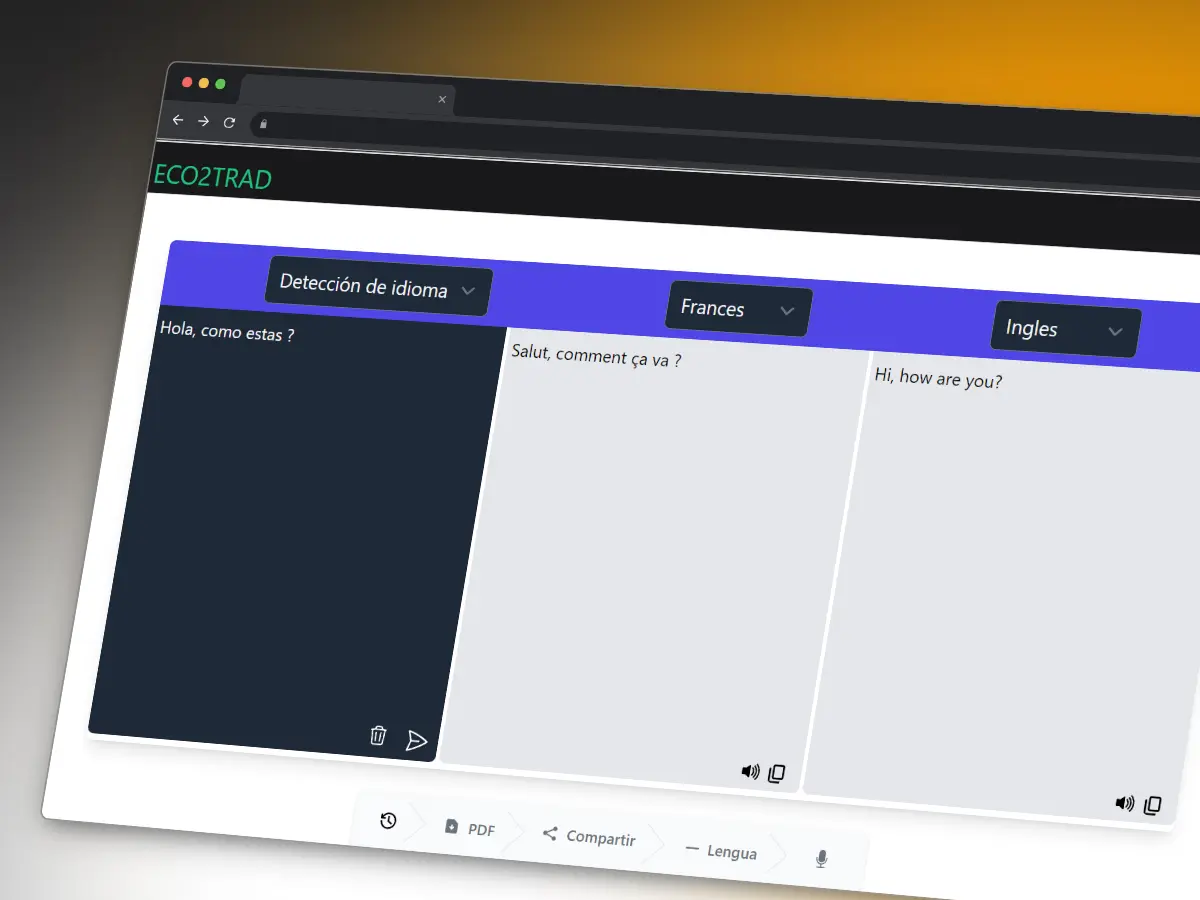 ECO2TRAD
Detección de idioma
Frances
Ingles
Hola, como estas ?
Salut, comment ça va ?
Hi, how are you?
PDF
Compartir
— Lengua